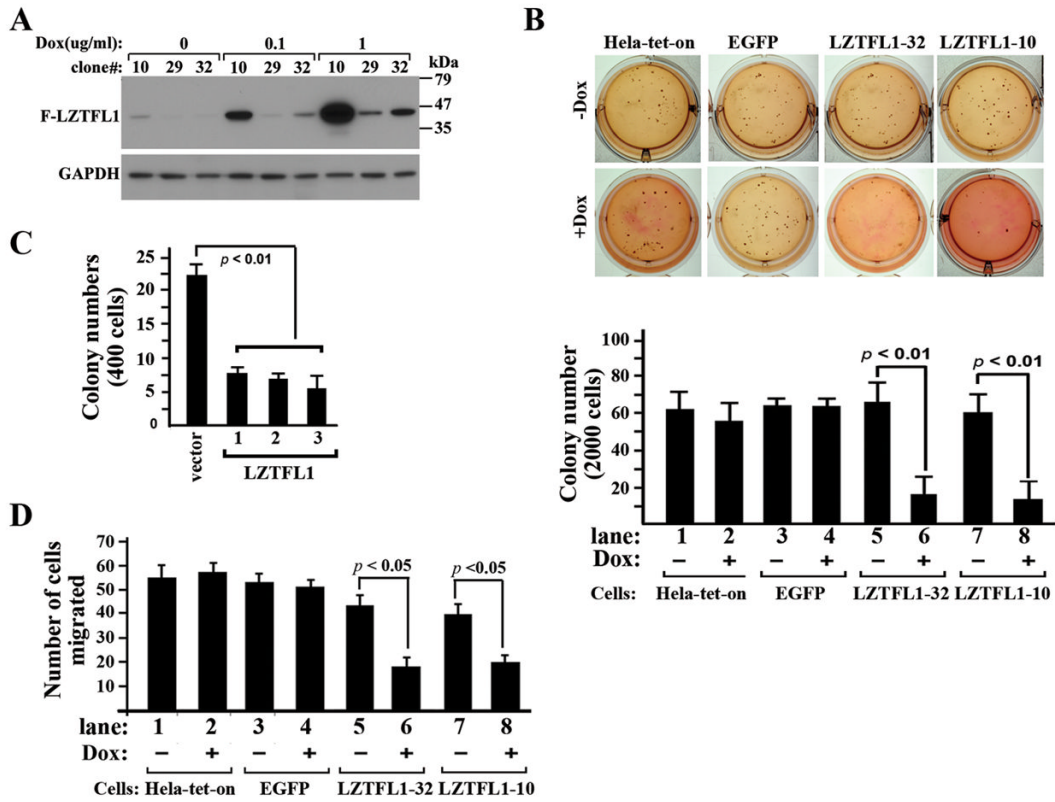 A
Dox(ug/ml): 0 0.1 1
clone#: 10 29 32 10 29 32 10 29 32 kDa
79
F-LZTFL1
47
35
GAPDH
B
Hela-tet-on EGFP LZTFL1-32 LZTFL1-10
-Dox
+Dox
Colony number
(2000 cells)
100
80
60
40
20
p < 0.01
p < 0.01
lane: 1 2 3 4 5 6 7 8
Dox: – + – + – + – +
Cells: Hela-tet-on EGFP LZTFL1-32 LZTFL1-10
C
Colony numbers
(400 cells)
25
20
15
10
5
0
p < 0.01
vector
1 2 3
LZTFL1
D
Number of cells
migrated
70
60
50
40
30
20
10
p < 0.05
p <0.05
lane: 1 2 3 4 5 6 7 8
Dox: – + – + – + – +
Cells: Hela-tet-on EGFP LZTFL1-32 LZTFL1-10